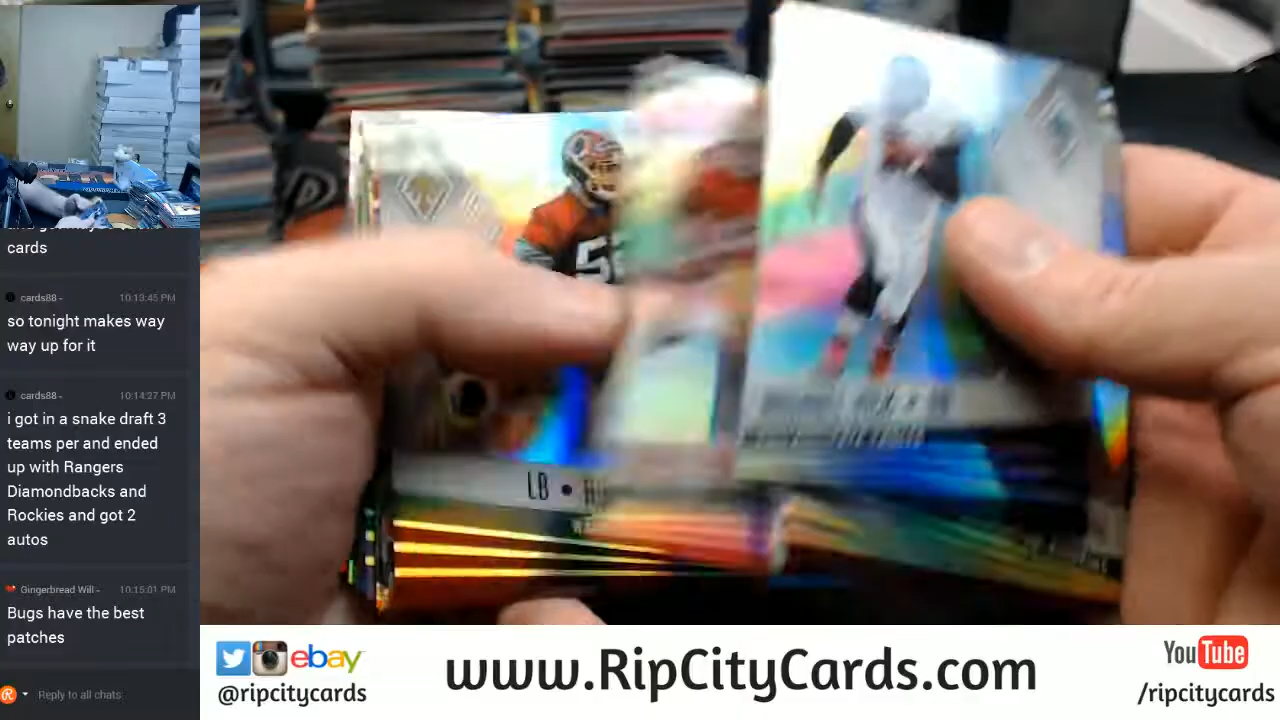 cards
cards88 - 10:13:45 PM
so tonight makes way
way up for it
cards88 - 10:14:27 PM
i got in a snake draft 3
teams per and ended
up with Rangers
Diamondbacks and
Rockies and got 2
autos
Gingerbread Will - 10:15:01 PM
Bugs have the best
patches
Reply to all chats
LB
ebay
@ripcitycards
www.RipCityCards.com
YouTube
/ripcitycards